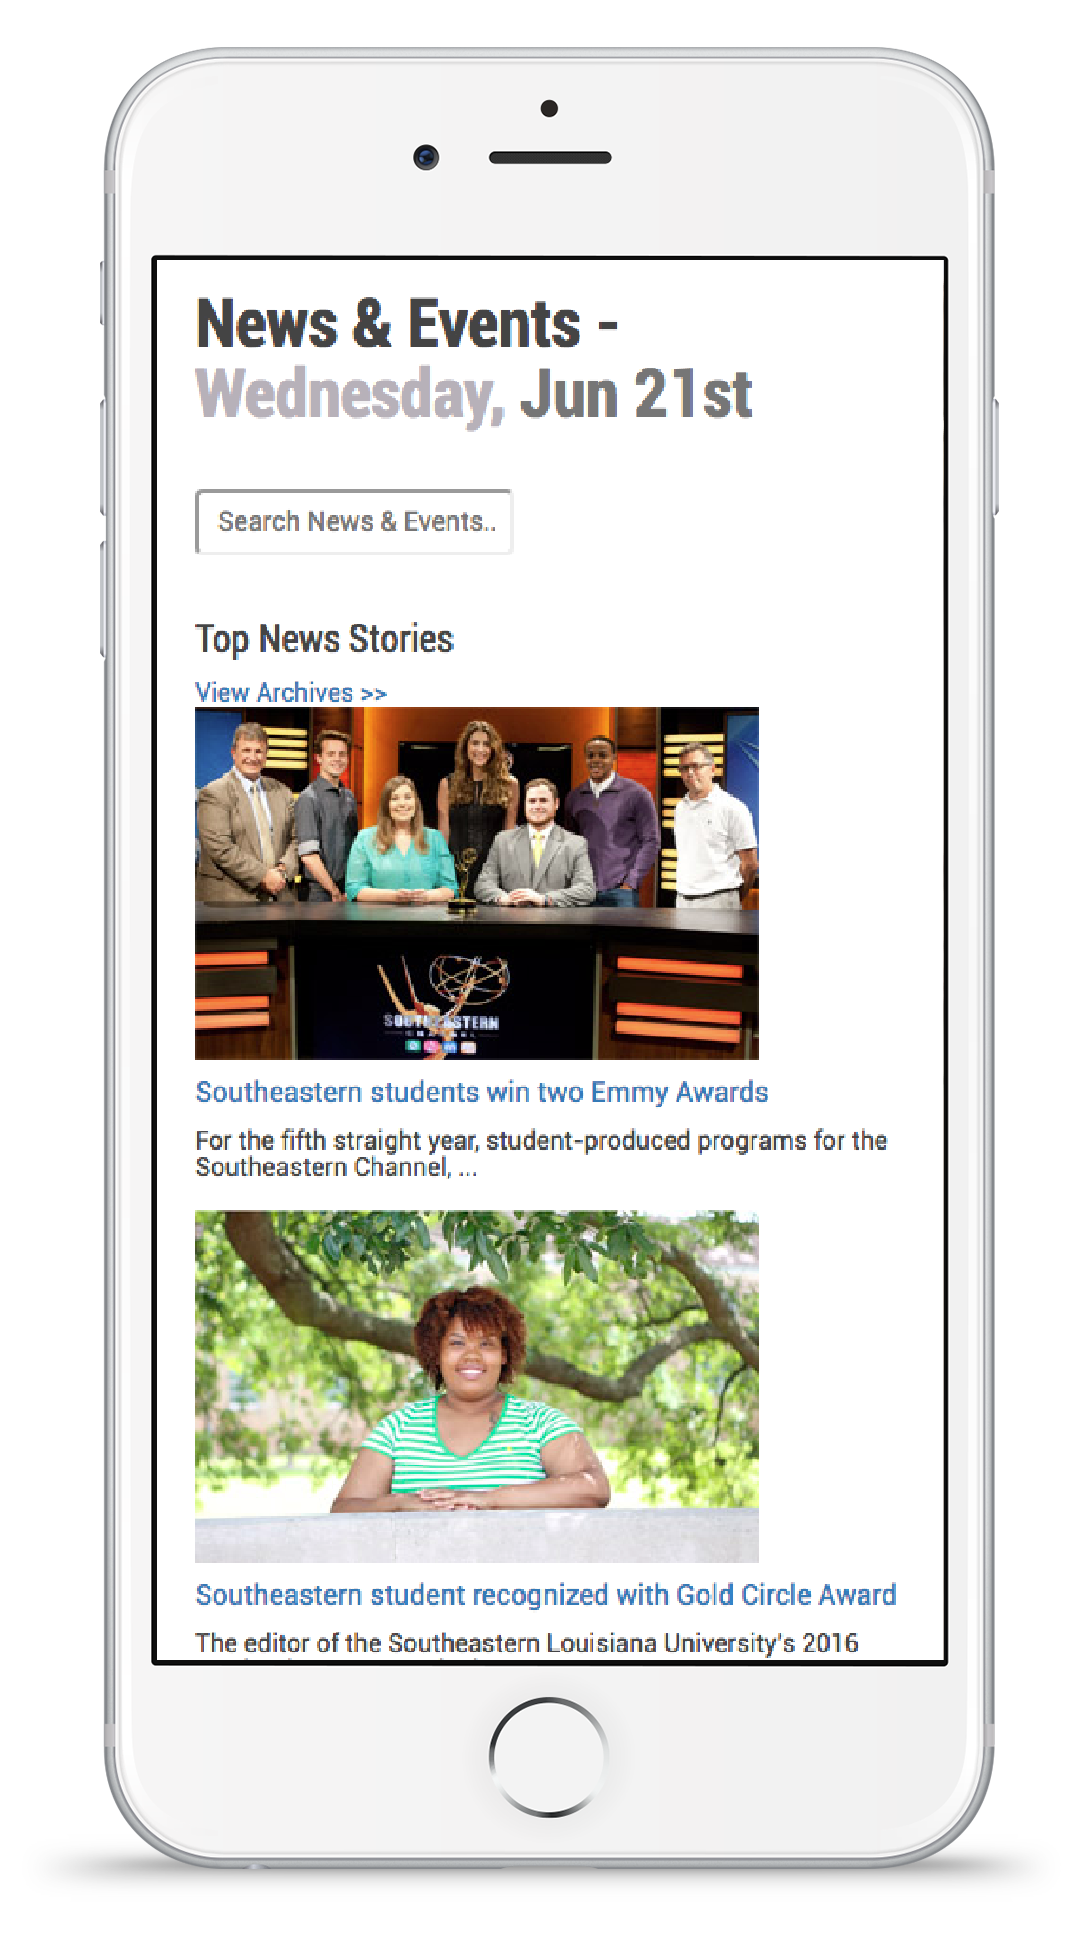 News & Events -
Wednesday, Jun 21st
Search News & Events..
Top News Stories
View Archives >>
SOUTHEASTERN
CHANNEL
Southeastern students win two Emmy Awards
For the fifth straight year, student-produced programs for the
Southeastern Channel, ...
Southeastern student recognized with Gold Circle Award
The editor of the Southeastern Louisiana University's 2016